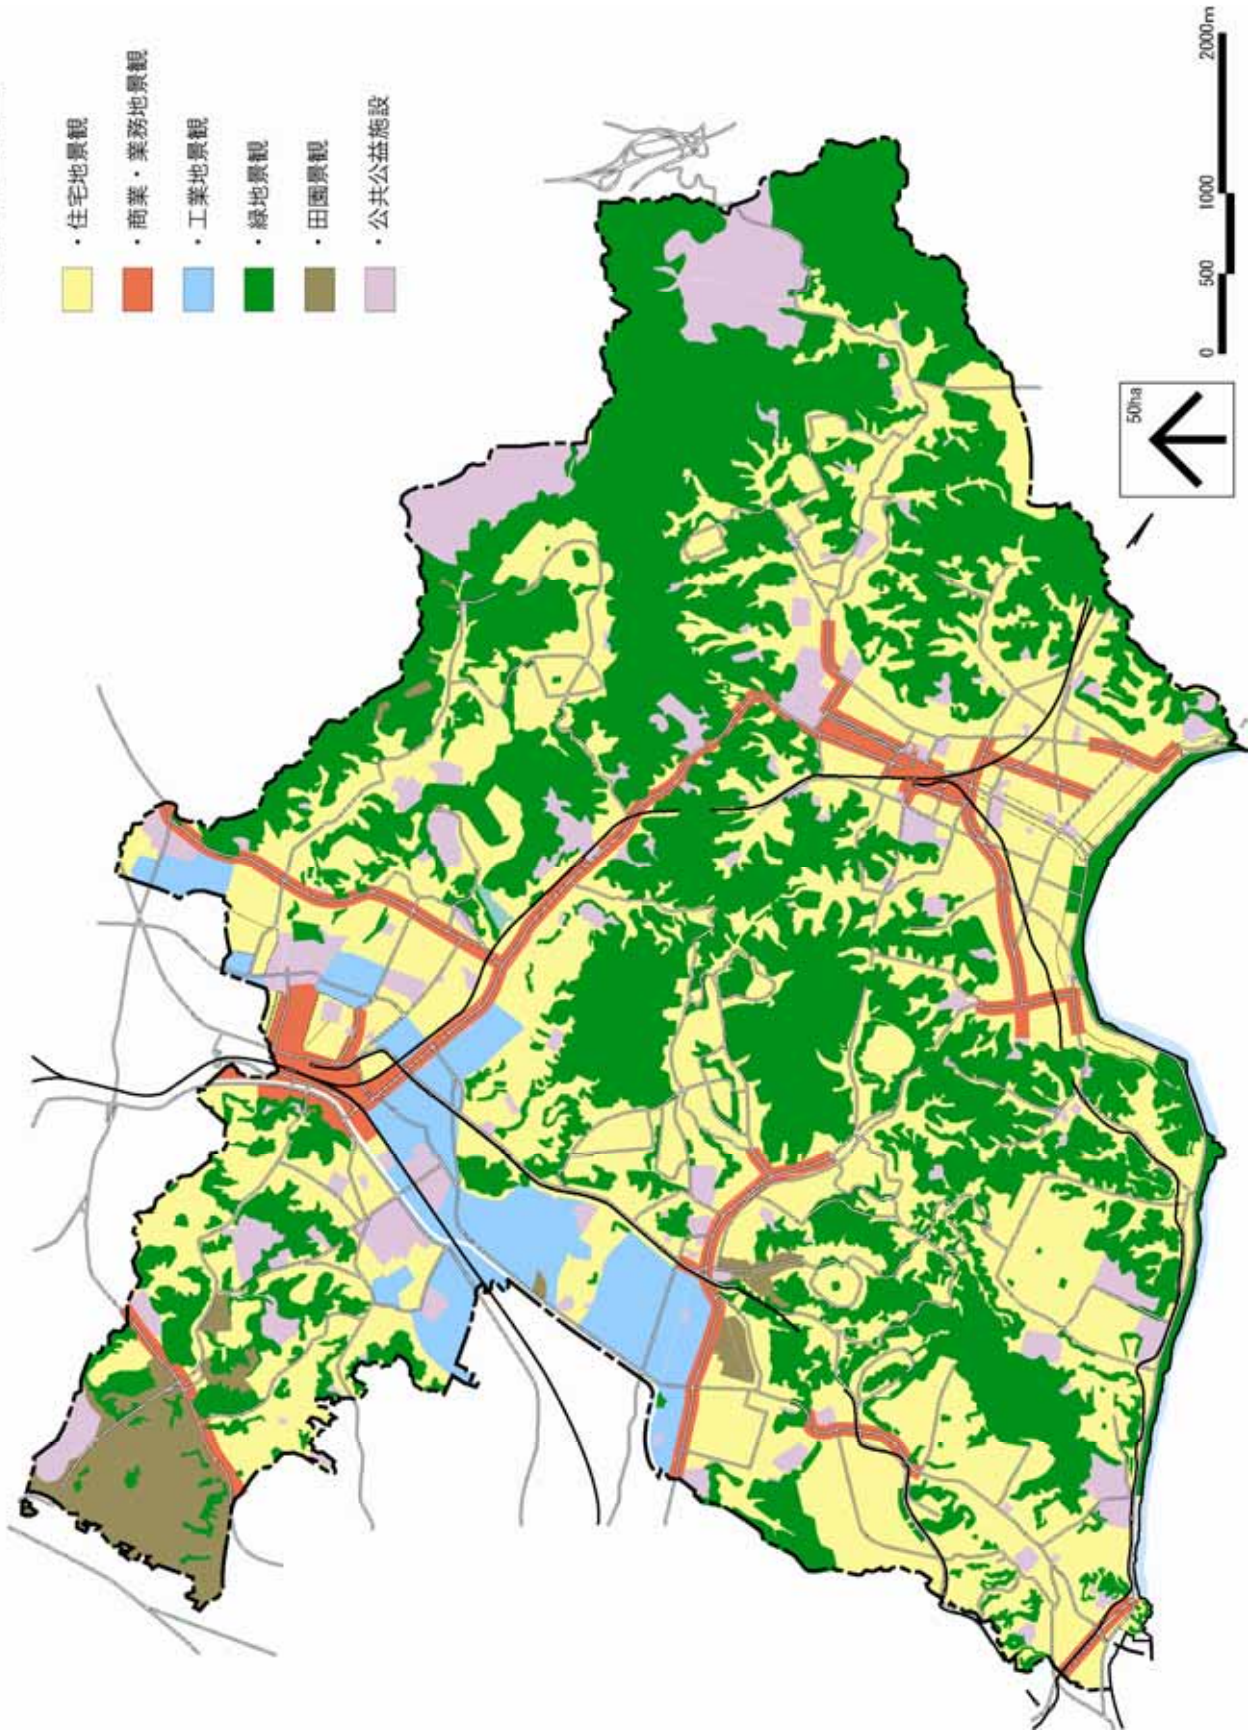 ・住宅地景観
・商業・業務地景観
・工業地景観
・緑地景観
・田園景観
・公共公益施設
50ha
0 500 1000 2000m